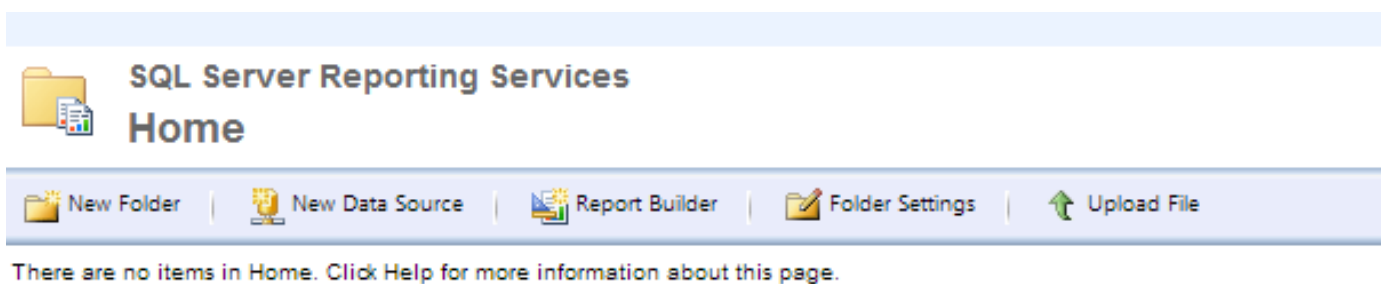 SQL Server Reporting Services
Home
New Folder | New Data Source | Report Builder | Folder Settings | Upload File
There are no items in Home. Click Help for more information about this page.